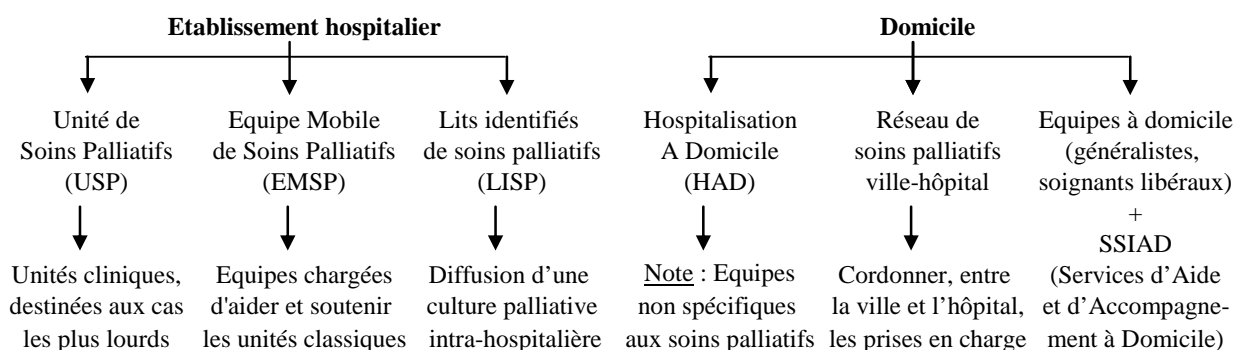 Etablissement hospitalier
Domicile
Unité de
Soins Palliatifs
(USP)
Equipe Mobile
de Soins Palliatifs
(EMSP)
Lits identifiés
de soins palliatifs
(LISP)
Hospitalisation
A Domicile
(HAD)
Réseau de
soins palliatifs
ville-hôpital
Equipes à domicile
(généralistes,
soignants libéraux)
+
SSIAD
(Services d'Aide
et d'Accompagne-
ment à Domicile)
Unités cliniques,
destinées aux cas
les plus lourds
Equipes chargées
d'aider et soutenir
les unités classiques
Diffusion d'une
culture palliative
intra-hospitalière
Note : Equipes
non spécifiques
aux soins palliatifs
Cordonner, entre
la ville et l'hôpital,
les prises en charge